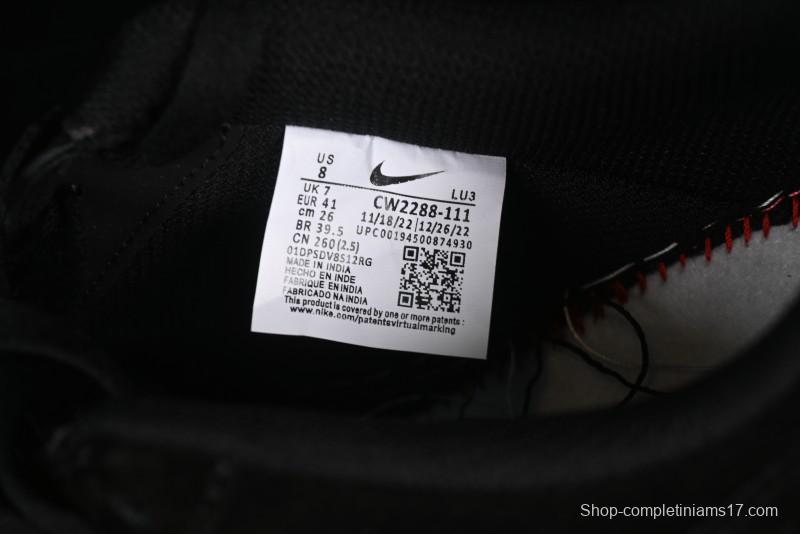 US
8
UK 7
EUR 41
cm 26
BR 39.5
CN 260(2.5)
LU3
CW2288-111
11/18/22|12/26/22
UPC00194500874930
01DPSDV8S12RG
MADE IN INDIA
HECHO EN INDE
FABRIQUE EN INDIA
FABRICADO NA INDIA
This product is covered by one or more patents :
www.nike.com/patentsvirtualmarking
Shop-completiniams17.com